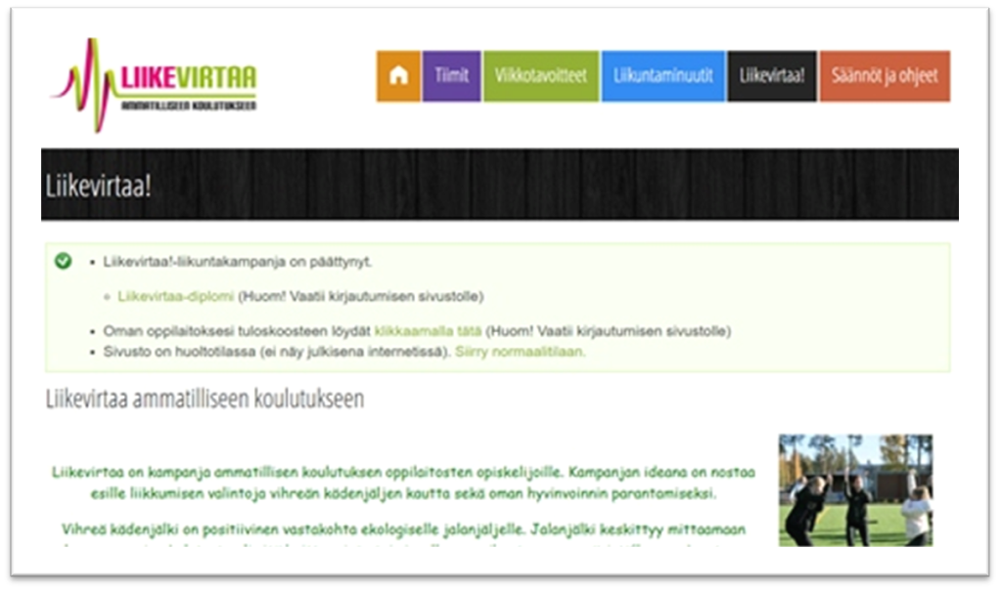 LIIKEVIRTAA
AMMATILLISEEN KOULUTUKSEEN
Tiimit Viikkotavoitteet Liikuntaminuutit Liikevirtaa! Säännöt ja ohjeet
Liikevirtaa!
Liikevirtaa!-liikuntakampanja on päättynyt.
Liikevirtaa-diplomi (Huom! Vaatii kirjautumisen sivustolle)
Oman oppilaitoksesi tuloskoosteen löydät klikkaamalla tätä (Huom! Vaatii kirjautumisen sivustolle)
Sivusto on huoltotilassa (ei näy julkisena internetissä). Siirry normaalitilaan.
Liikevirtaa ammatilliseen koulutukseen
Liikevirtaa on kampanja ammatillisen koulutuksen oppilaitosten opiskelijoille. Kampanjan ideana on nostaa
esille liikkumisen valintoja vihreän kädenjäljen kautta sekä oman hyvinvoinnin parantamiseksi.
Vihreä kädenjälki on positiivinen vastakohta ekologiselle jalanjäljelle. Jalanjälki keskittyy mittaamaan